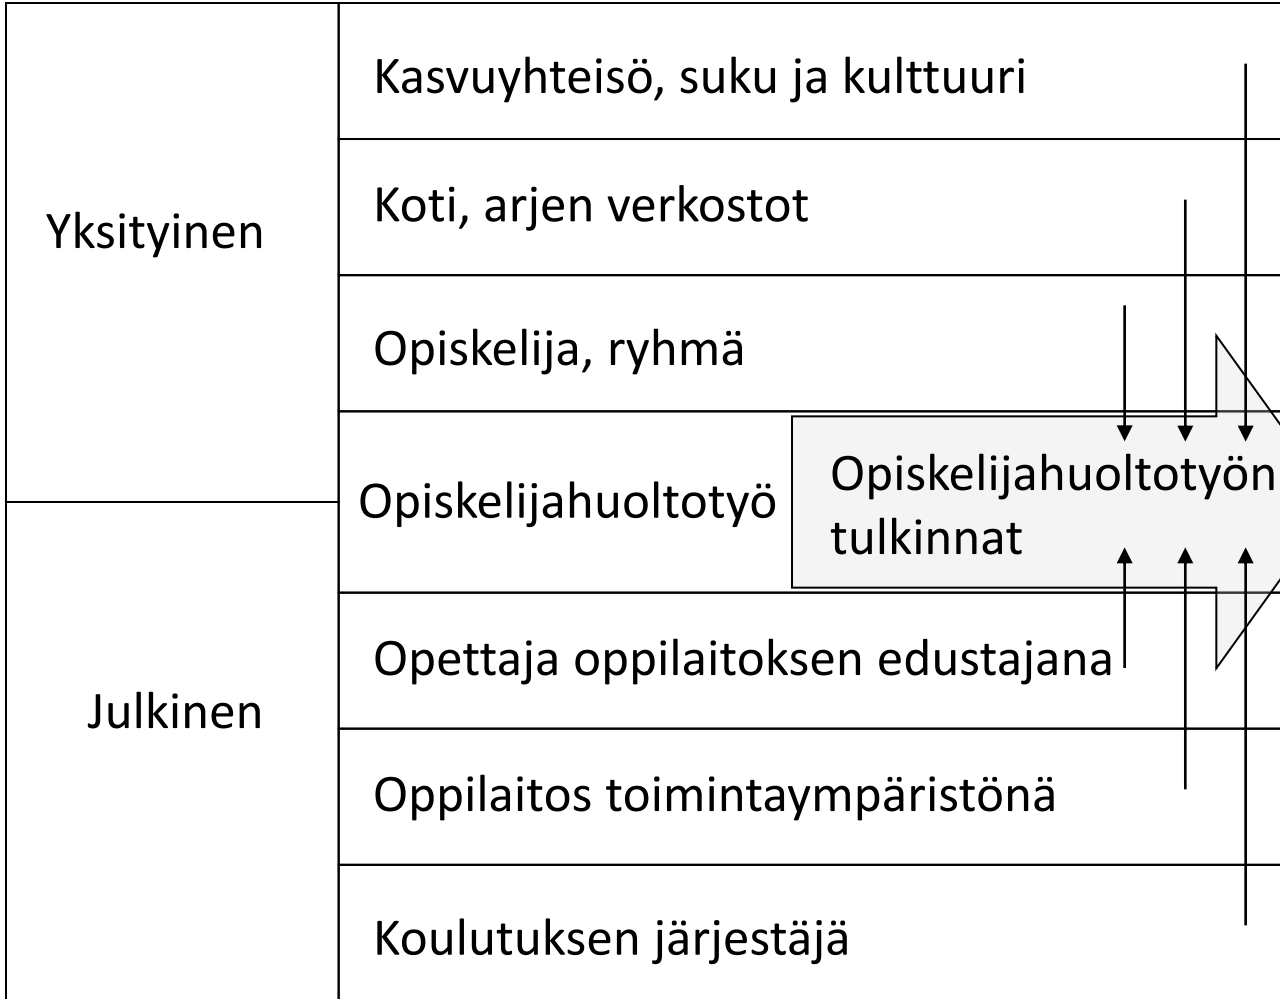 Kasvuyhteisö, suku ja kulttuuri
Koti, arjen verkostot
Yksityinen
Opiskelija, ryhmä
Opiskelijahuoltotyö
Opiskelijahuoltotyön
tulkinnat
Opettaja oppilaitoksen edustajana
Julkinen
Oppilaitos toimintaympäristönä
Koulutuksen järjestäjä